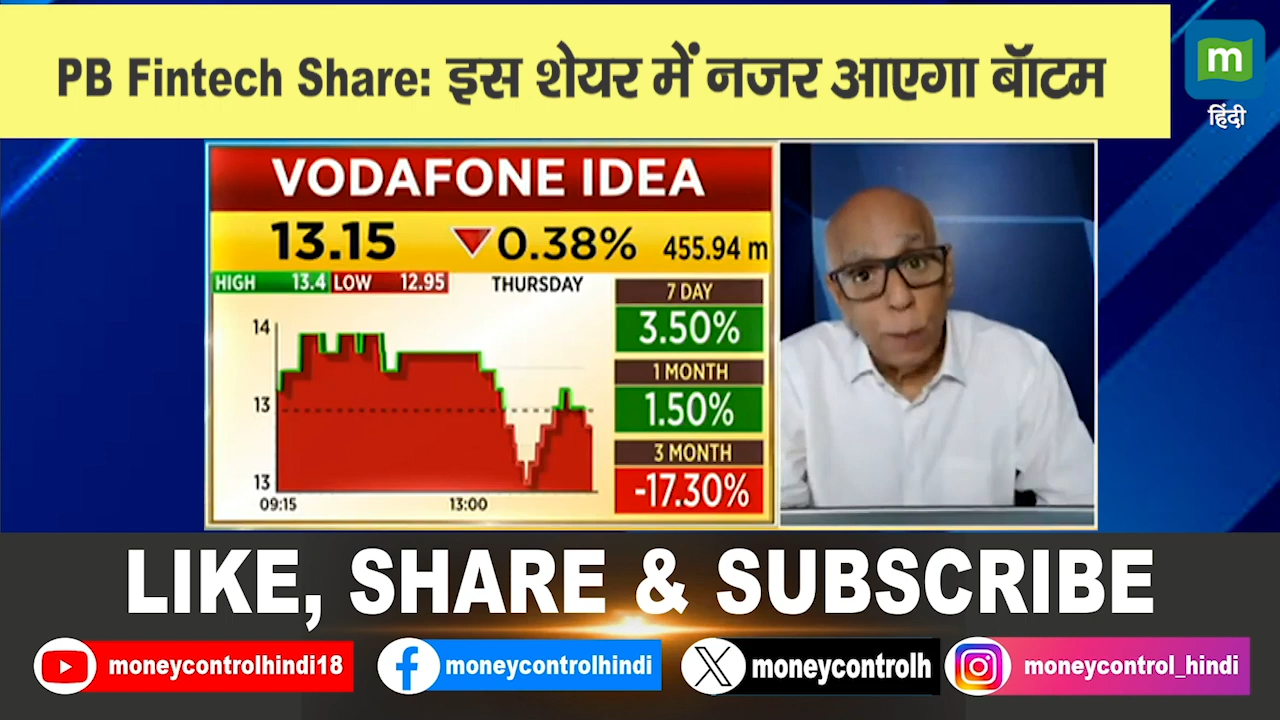 PB Fintech Share: इस शेयर में नजर आएगा बॉटम
m
हिंदी
VODAFONE IDEA
13.15 0.38% 455.94 m
HIGH 13.4 LOW 12.95 THURSDAY
14
13
13
09:15 13:00
7 DAY
3.50%
1 MONTH
1.50%
3 MONTH
-17.30%
LIKE, SHARE & SUBSCRIBE
moneycontrolhindi18 moneycontrolhindi moneycontrolh moneycontrol_hindi